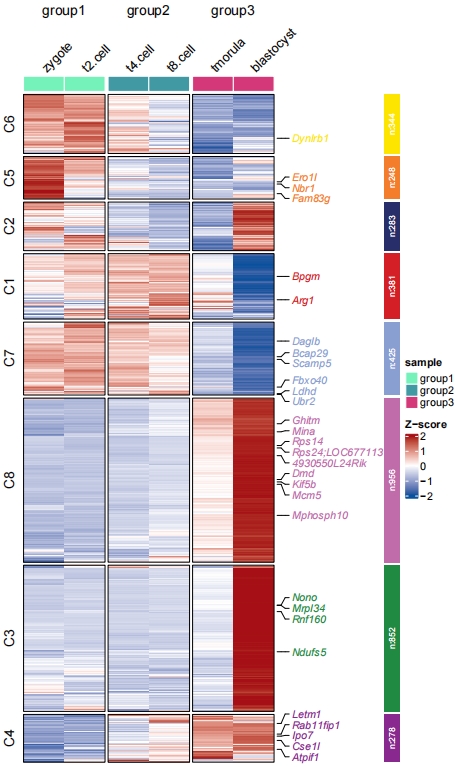 group1 group2 group3
zygote t2.cell t4.cell t8.cell tmorula blastocyst
C6 n:344
Dynlrb1
C5 n:248
Ero1l
Nbr1
Fam83g
C2 n:283
C1 n:381
Bpgm
Arg1
C7 n:425
Daglb
Bcap29
Scamp5
Fbxo40
Ldhd
Ubr2
C8 n:956
Ghitm
Mina
Rps14
Rps24;LOC677113
4930550L24Rik
Dmd
Kif5b
Mcm5
Mphosph10
C3 n:852
Nono
Mrpl34
Rnf160
Ndufs5
C4 n:278
Letm1
Rab11fip1
Ipo7
Cse1l
Atpif1
sample
group1
group2
group3
Z−score
2
1
0
−1
−2